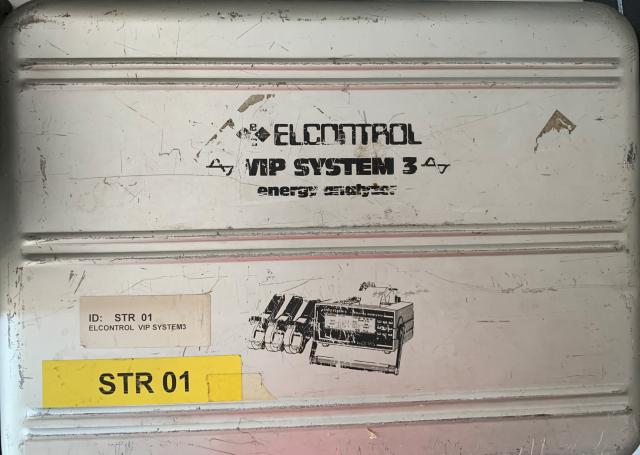 ELCONTROL
VIP SYSTEM 3
energy analyzer
ID: STR 01
ELCONTROL VIP SYSTEM3
STR 01